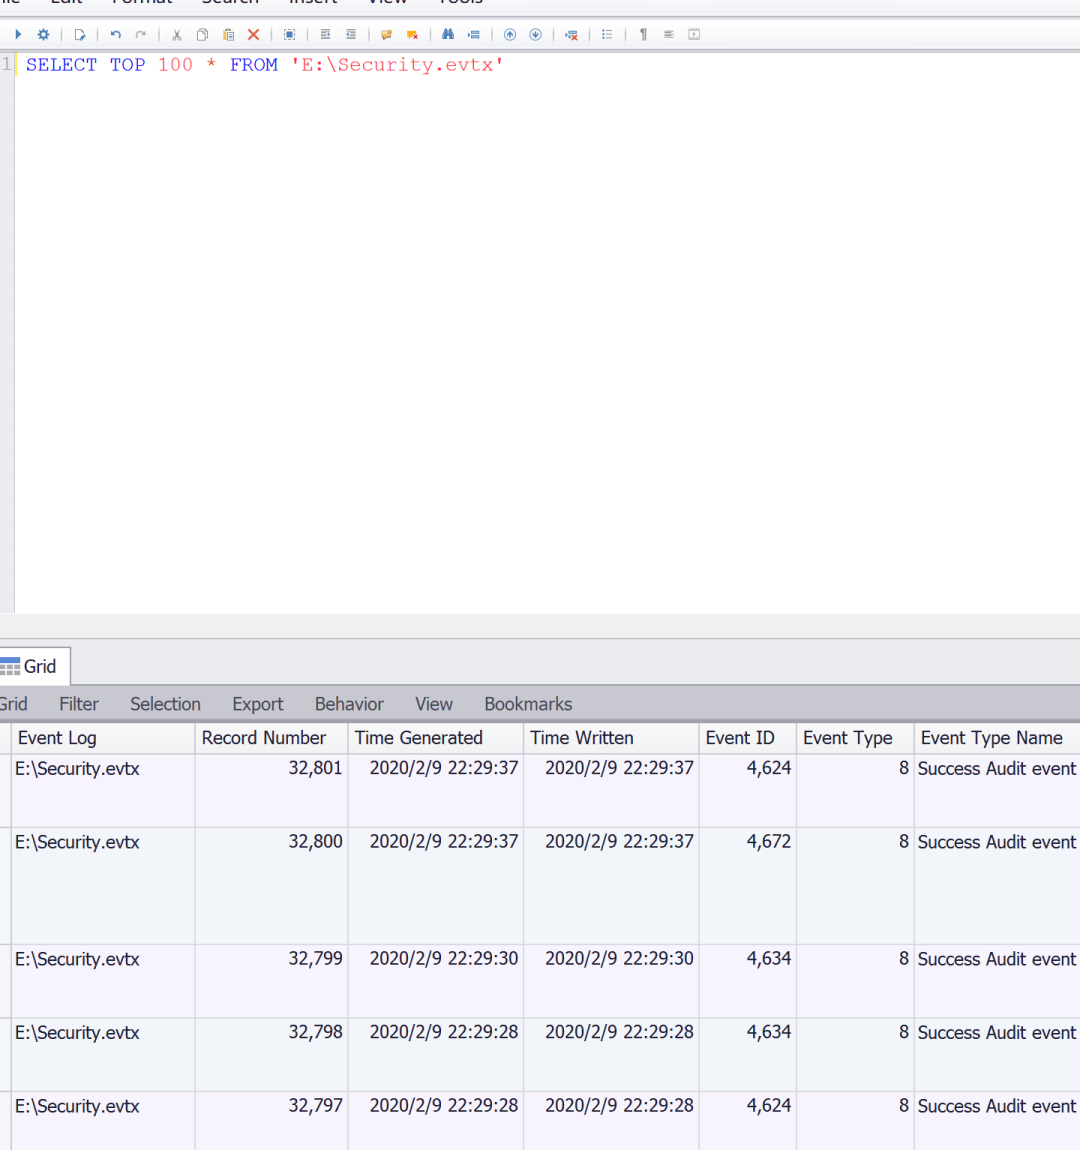 Edit Format Search Insert View Tools
1 SELECT TOP 100 * FROM 'E:\Security.evtx'
Grid
Grid Filter Selection Export Behavior View Bookmarks
Event Log Record Number Time Generated Time Written Event ID Event Type Event Type Name
E:\Security.evtx 32,801 2020/2/9 22:29:37 2020/2/9 22:29:37 4,624 8 Success Audit event
E:\Security.evtx 32,800 2020/2/9 22:29:37 2020/2/9 22:29:37 4,672 8 Success Audit event
E:\Security.evtx 32,799 2020/2/9 22:29:30 2020/2/9 22:29:30 4,634 8 Success Audit event
E:\Security.evtx 32,798 2020/2/9 22:29:28 2020/2/9 22:29:28 4,634 8 Success Audit event
E:\Security.evtx 32,797 2020/2/9 22:29:28 2020/2/9 22:29:28 4,624 8 Success Audit event